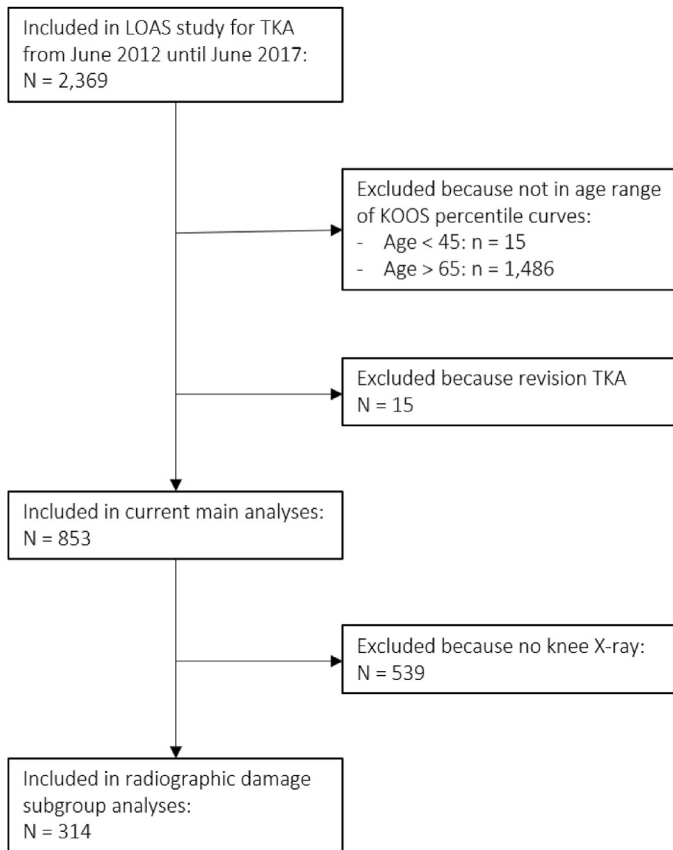 Included in LOAS study for TKA
from June 2012 until June 2017:
N = 2,369
Excluded because not in age range
of KOOS percentile curves:
- Age < 45: n = 15
- Age > 65: n = 1,486
Excluded because revision TKA
N = 15
Included in current main analyses:
N = 853
Excluded because no knee X-ray:
N = 539
Included in radiographic damage
subgroup analyses:
N = 314